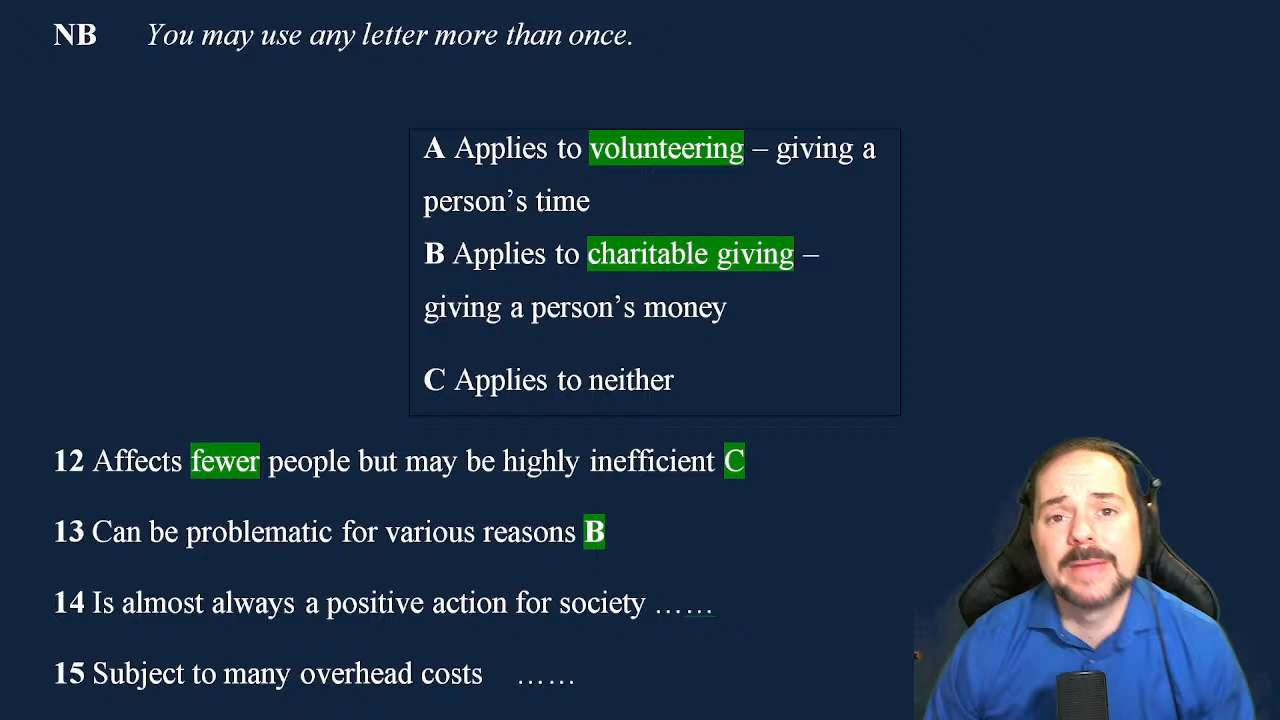 NB You may use any letter more than once.
A Applies to volunteering – giving a
person’s time
B Applies to charitable giving –
giving a person’s money
C Applies to neither
12 Affects fewer people but may be highly inefficient C
13 Can be problematic for various reasons B
14 Is almost always a positive action for society ……
15 Subject to many overhead costs ……